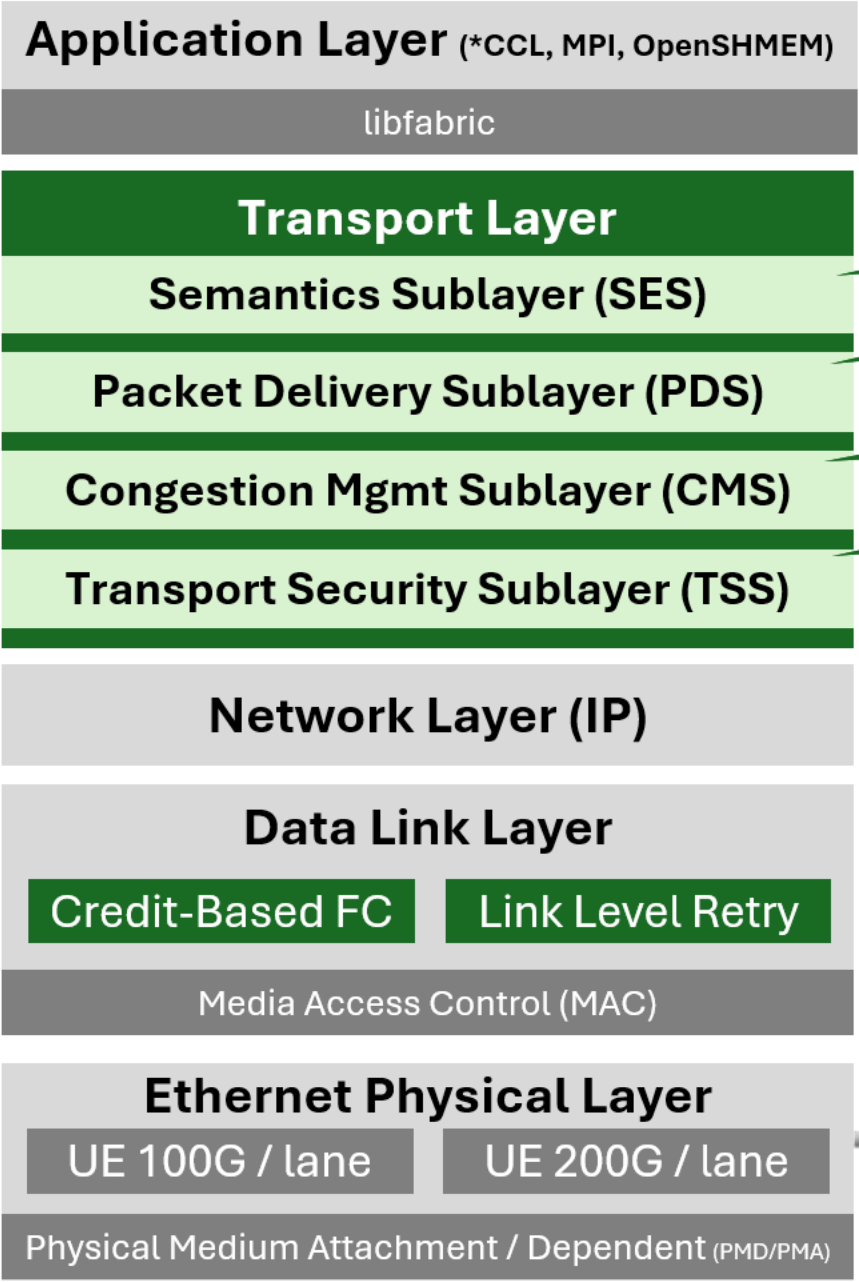 Application Layer (*CCL, MPI, OpenSHMEM)
libfabric
Transport Layer
Semantics Sublayer (SES)
Packet Delivery Sublayer (PDS)
Congestion Mgmt Sublayer (CMS)
Transport Security Sublayer (TSS)
Network Layer (IP)
Data Link Layer
Credit-Based FC
Link Level Retry
Media Access Control (MAC)
Ethernet Physical Layer
UE 100G / lane
UE 200G / lane
Physical Medium Attachment / Dependent (PMD/PMA)